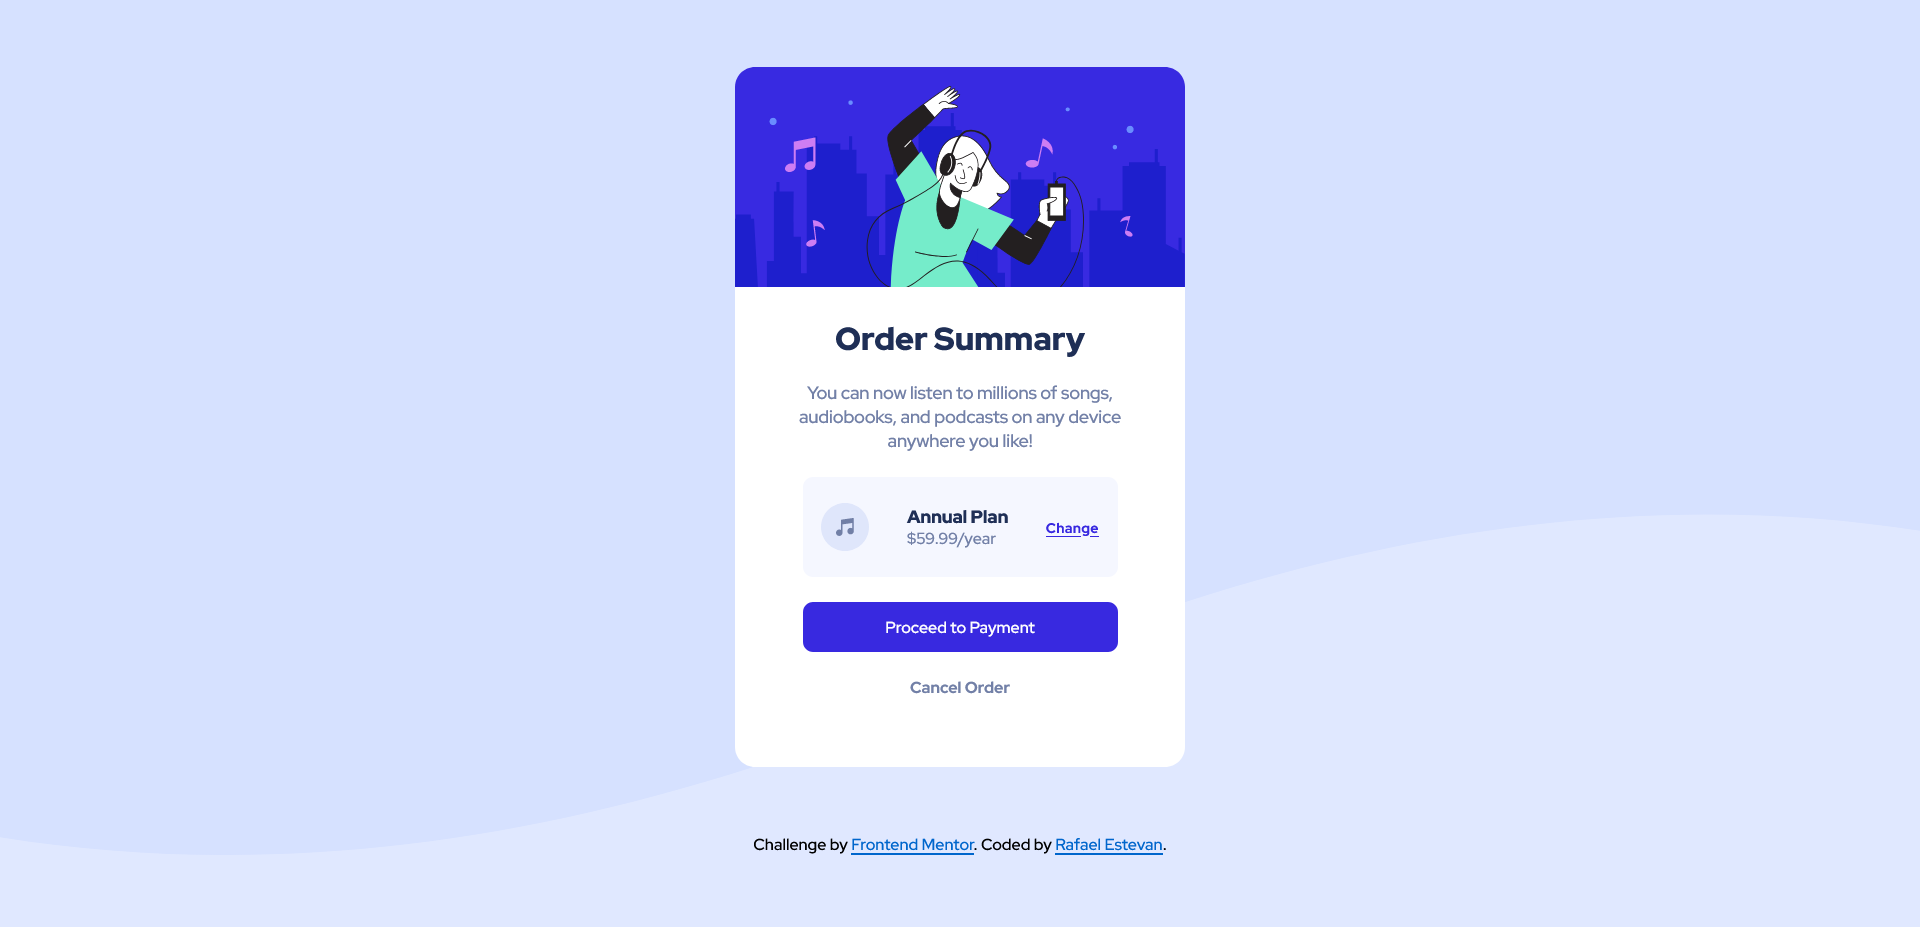 Order Summary
You can now listen to millions of songs,
audiobooks, and podcasts on any device
anywhere you like!
Annual Plan
$59.99/year
Change
Proceed to Payment
Cancel Order
Challenge by Frontend Mentor. Coded by Rafael Estevan.